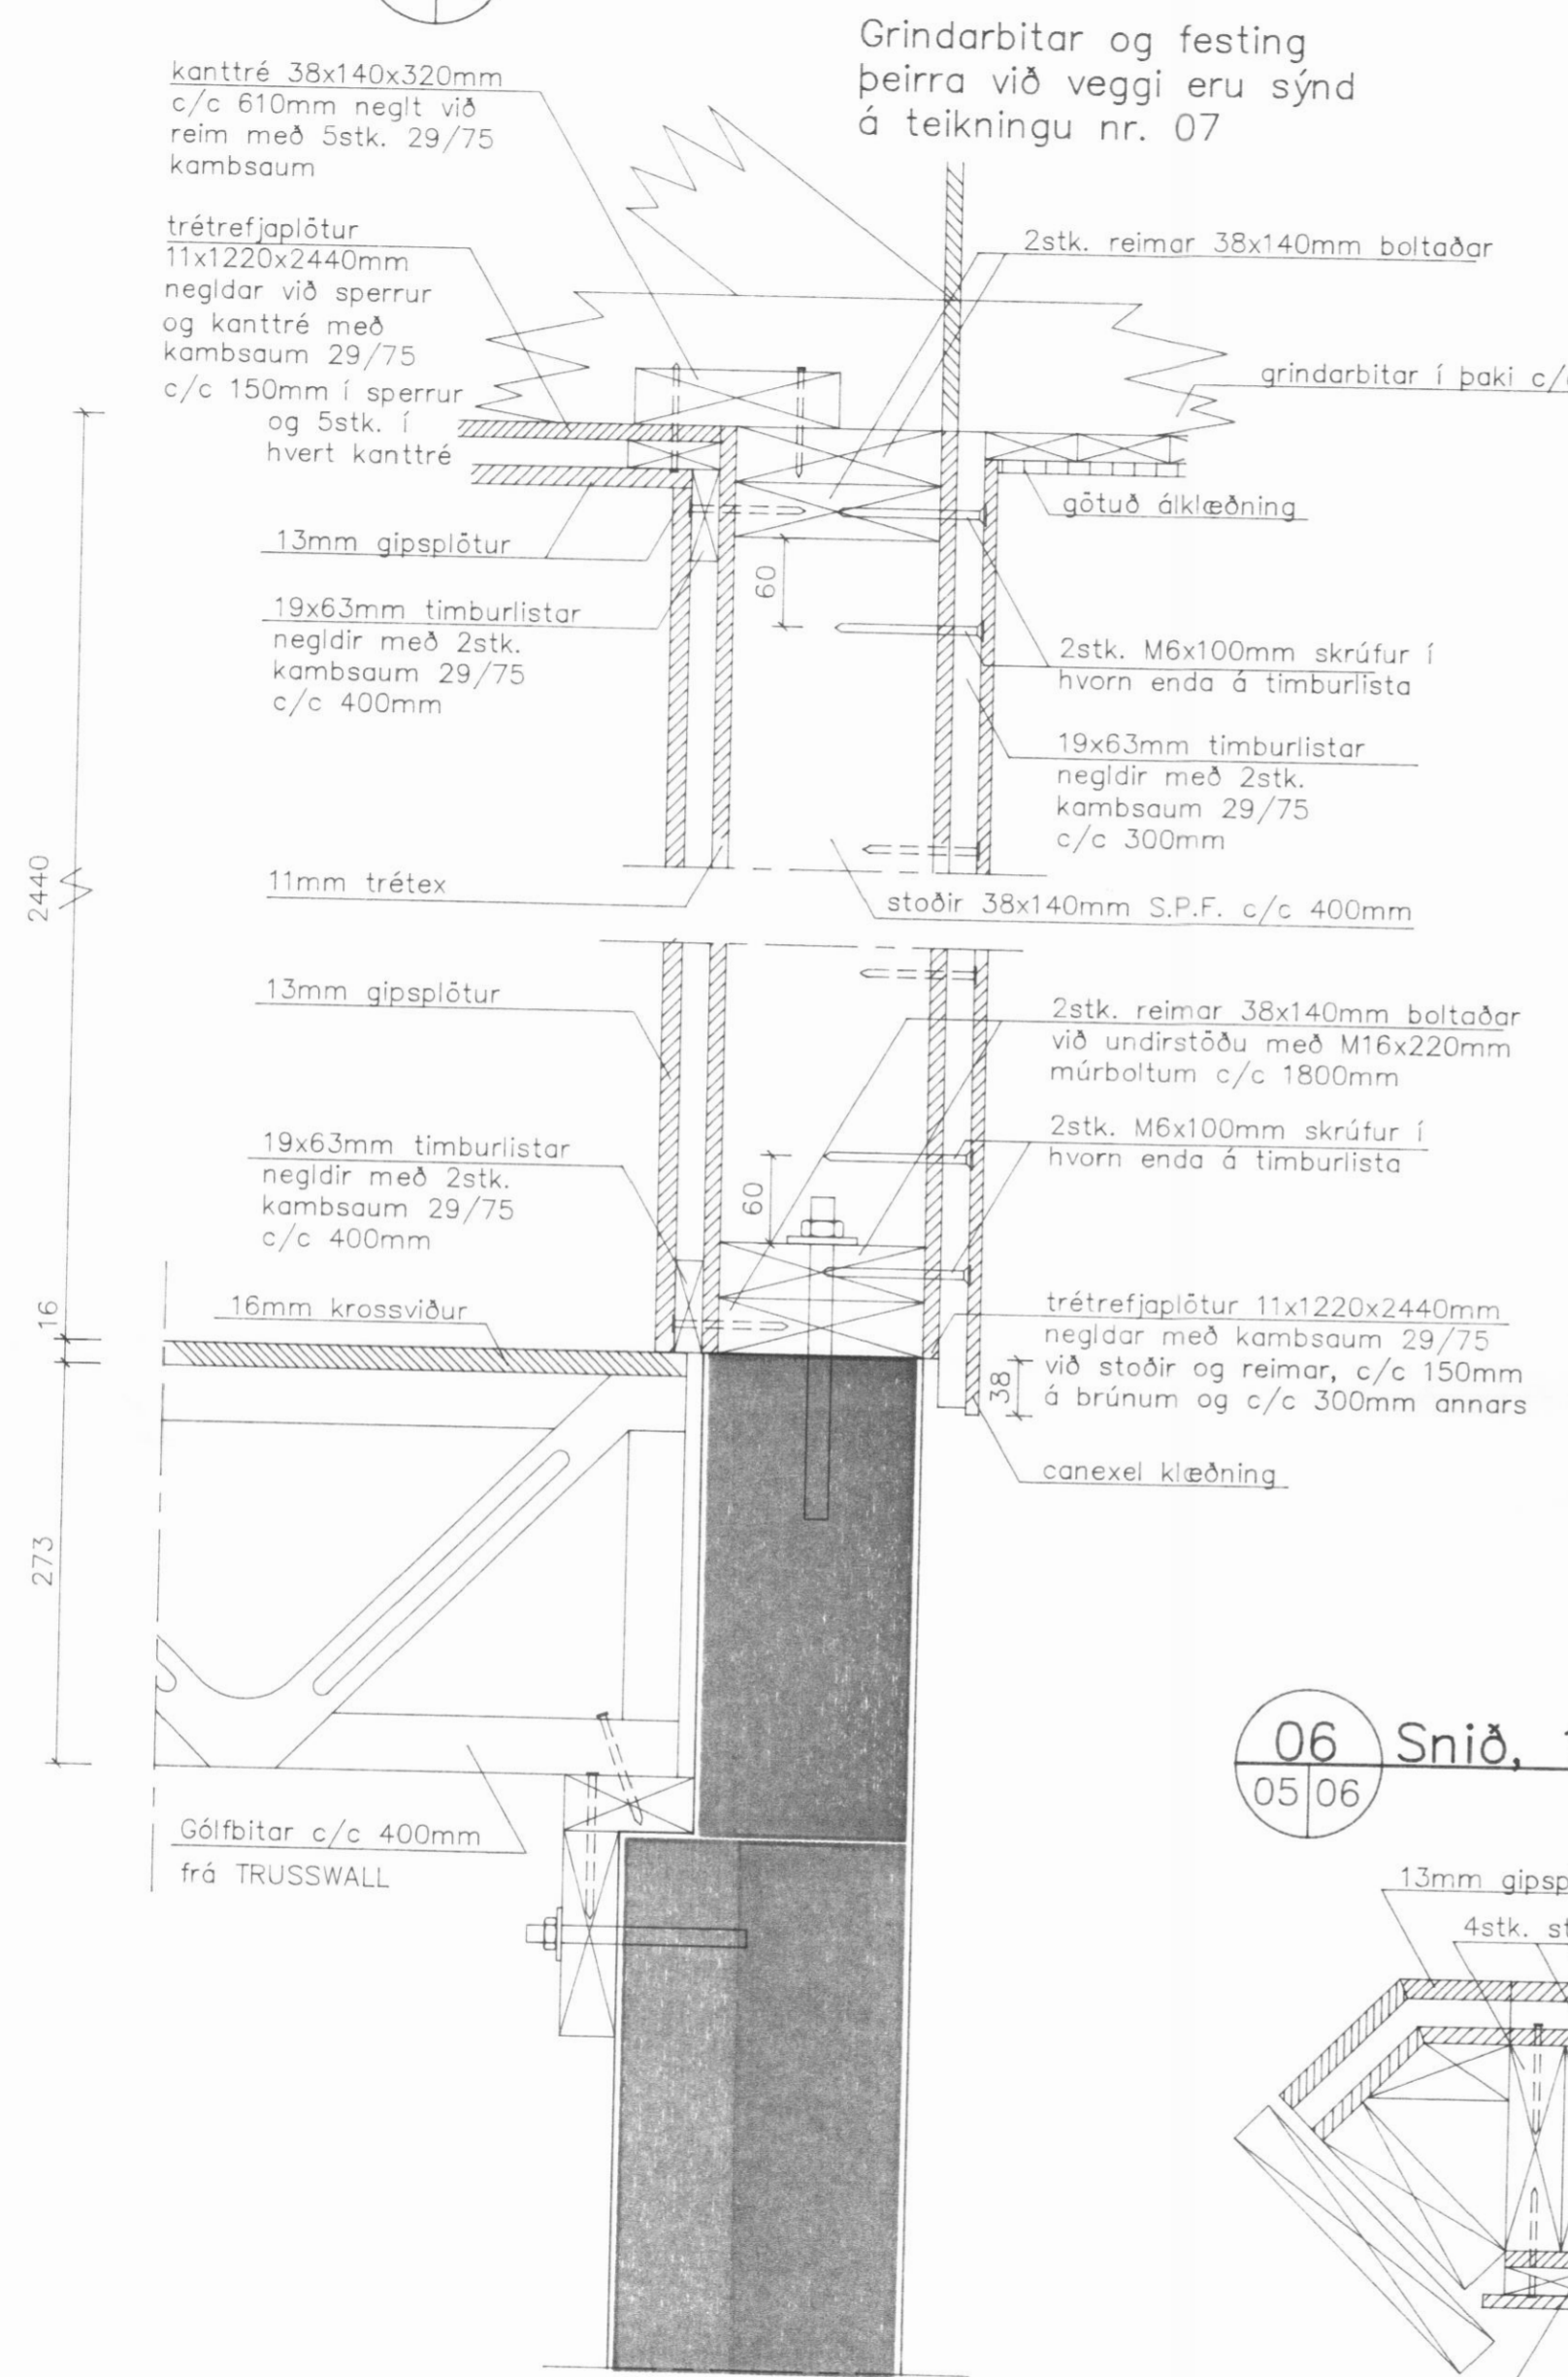 Grindarbitar og festing
þeirra við veggi eru sýnd
á teikningu nr. 07
kanttré 38x140x320mm
c/c 610mm neglt við
reim með 5stk. 29/75
kambsaum
trétrefjaplötur
11x1220x2440mm
negldar við sperrur
og kanttré með
kambsaum 29/75
c/c 150mm í sperrur
og 5stk. í
hvert kanttré
2stk. reimar 38x140mm boltaðar
grindarbitar í þaki c/
götuð álklæðning
13mm gipsplötur
60
19x63mm timburlistar
negldir með 2stk.
kambsaum 29/75
c/c 400mm
2stk. M6x100mm skrúfur í
hvorn enda á timburlista
19x63mm timburlistar
negldir með 2stk.
kambsaum 29/75
c/c 300mm
2440
11mm trétex
stoðir 38x140mm S.P.F. c/c 400mm
13mm gipsplötur
2stk. reimar 38x140mm boltaðar
við undirstöðu með M16x220mm
múrboltum c/c 1800mm
2stk. M6x100mm skrúfur í
hvorn enda á timburlista
19x63mm timburlistar
negldir með 2stk.
kambsaum 29/75
c/c 400mm
60
16
16mm krossviður
trétrefjaplötur 11x1220x2440mm
negldar með kambsaum 29/75
við stoðir og reimar, c/c 150mm
á brúnum og c/c 300mm annars
38
canexel klæðning
273
06 Snið,
05 06
Gólfbitar c/c 400mm
frá TRUSSWALL
13mm gipsp
4stk. st